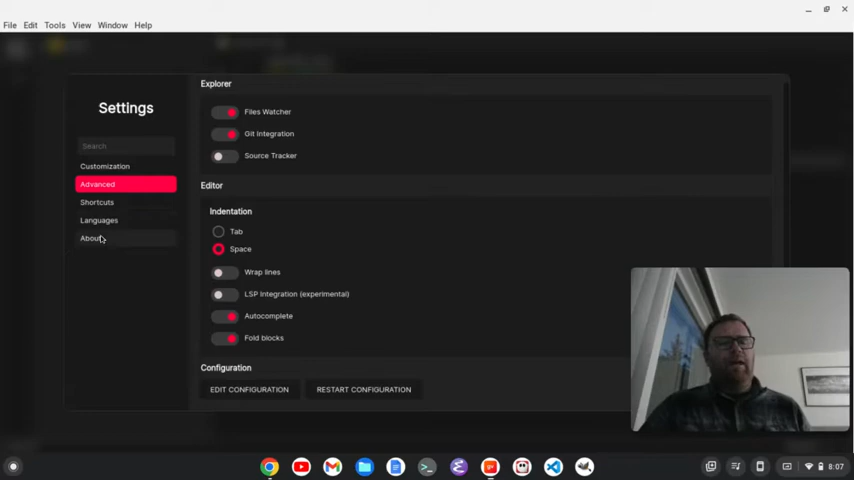 File Edit Tools View Window Help
Settings
Search
Customization
Advanced
Shortcuts
Languages
About
Explorer
Files Watcher
Git Integration
Source Tracker
Editor
Indentation
Tab
Space
Wrap lines
LSP Integration (experimental)
Autocomplete
Fold blocks
Configuration
EDIT CONFIGURATION RESTART CONFIGURATION
8:07